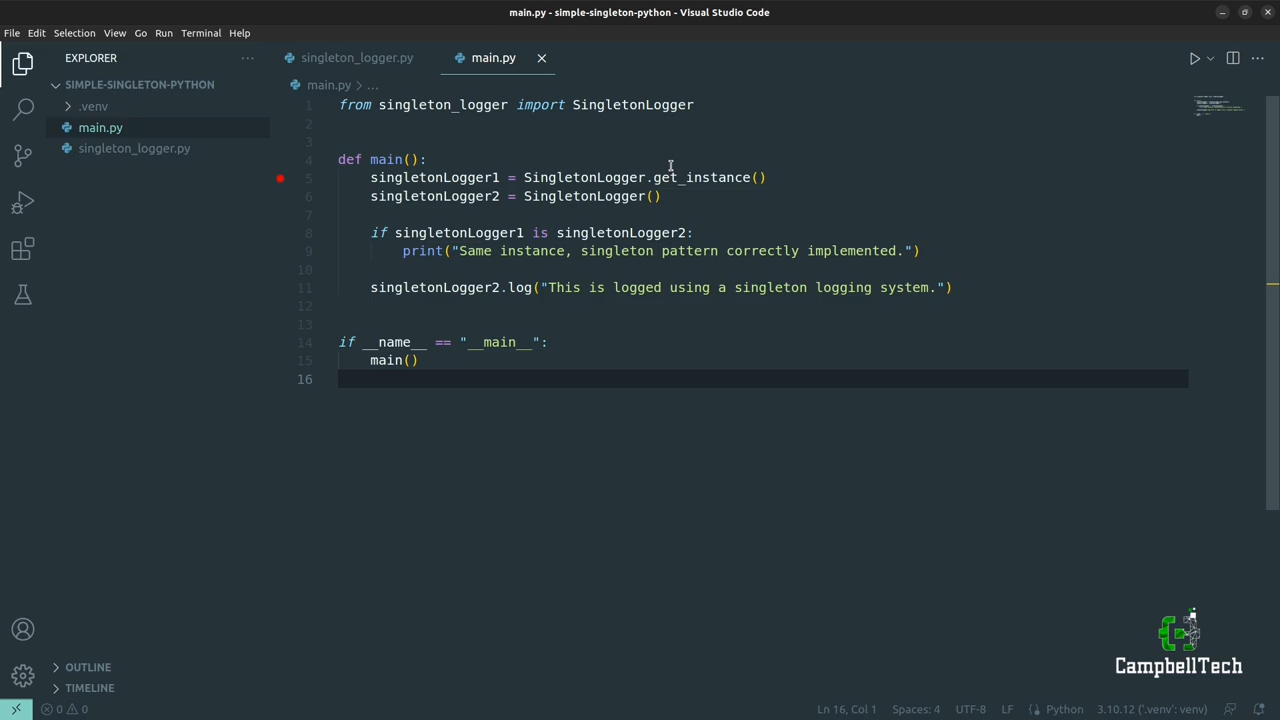 main.py - simple-singleton-python - Visual Studio Code
File Edit Selection View Go Run Terminal Help
EXPLORER
SIMPLE-SINGLETON-PYTHON
.venv
main.py
singleton_logger.py
OUTLINE
TIMELINE
singleton_logger.py main.py
main.py > ...
1 from singleton_logger import SingletonLogger
2
3
4 def main():
5 singletonLogger1 = SingletonLogger.get_instance()
6 singletonLogger2 = SingletonLogger()
7
8 if singletonLogger1 is singletonLogger2:
9 print("Same instance, singleton pattern correctly implemented.")
10
11 singletonLogger2.log("This is logged using a singleton logging system.")
12
13
14 if __name__ == "__main__":
15 main()
16
CampbellTech
0 0 Ln 16, Col 1 Spaces: 4 UTF-8 LF Python 3.10.12 ('.venv': venv)